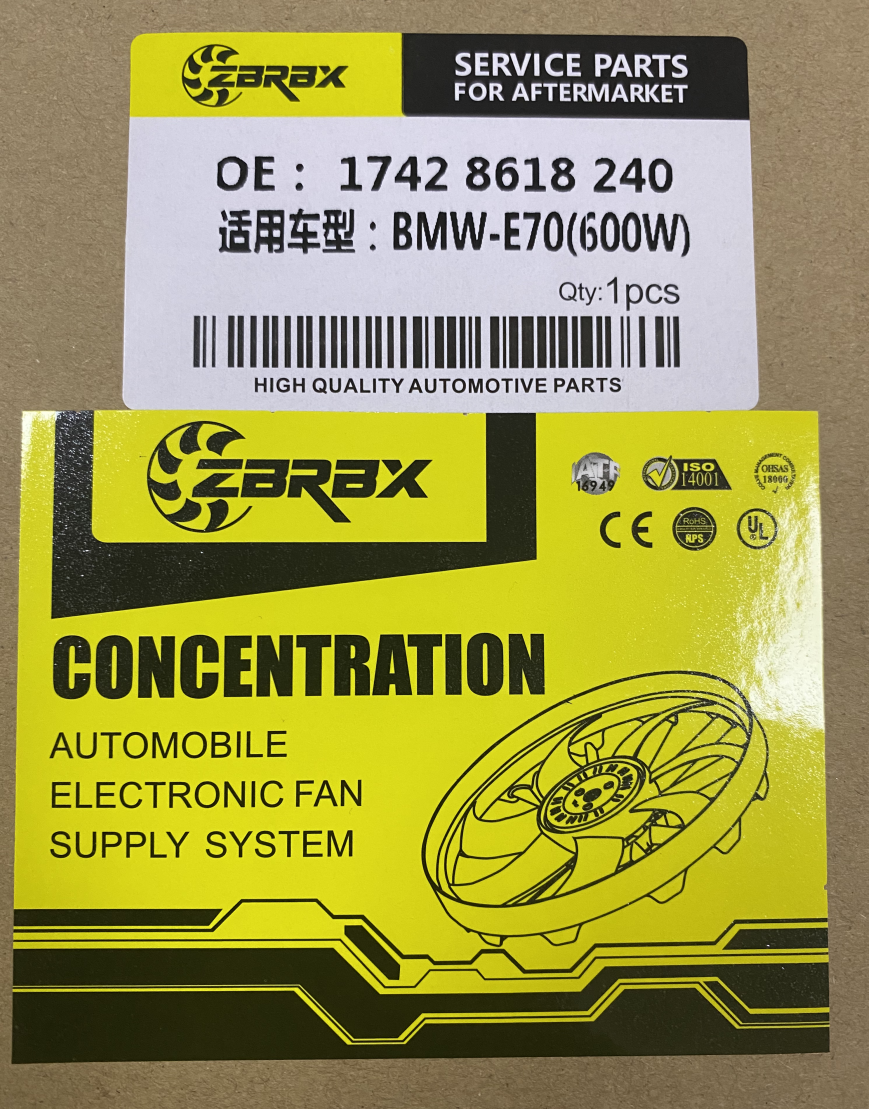 ZBRBX
SERVICE PARTS
FOR AFTERMARKET
OE： 1742 8618 240
适用车型：BMW-E70(600W)
Qty:1pcs
HIGH QUALITY AUTOMOTIVE PARTS
ZBRBX
IATF
16949
ISO
14001
OHSAS
18000
CE
RoHS
RPS
UL
CONCENTRATION
AUTOMOBILE
ELECTRONIC FAN
SUPPLY SYSTEM